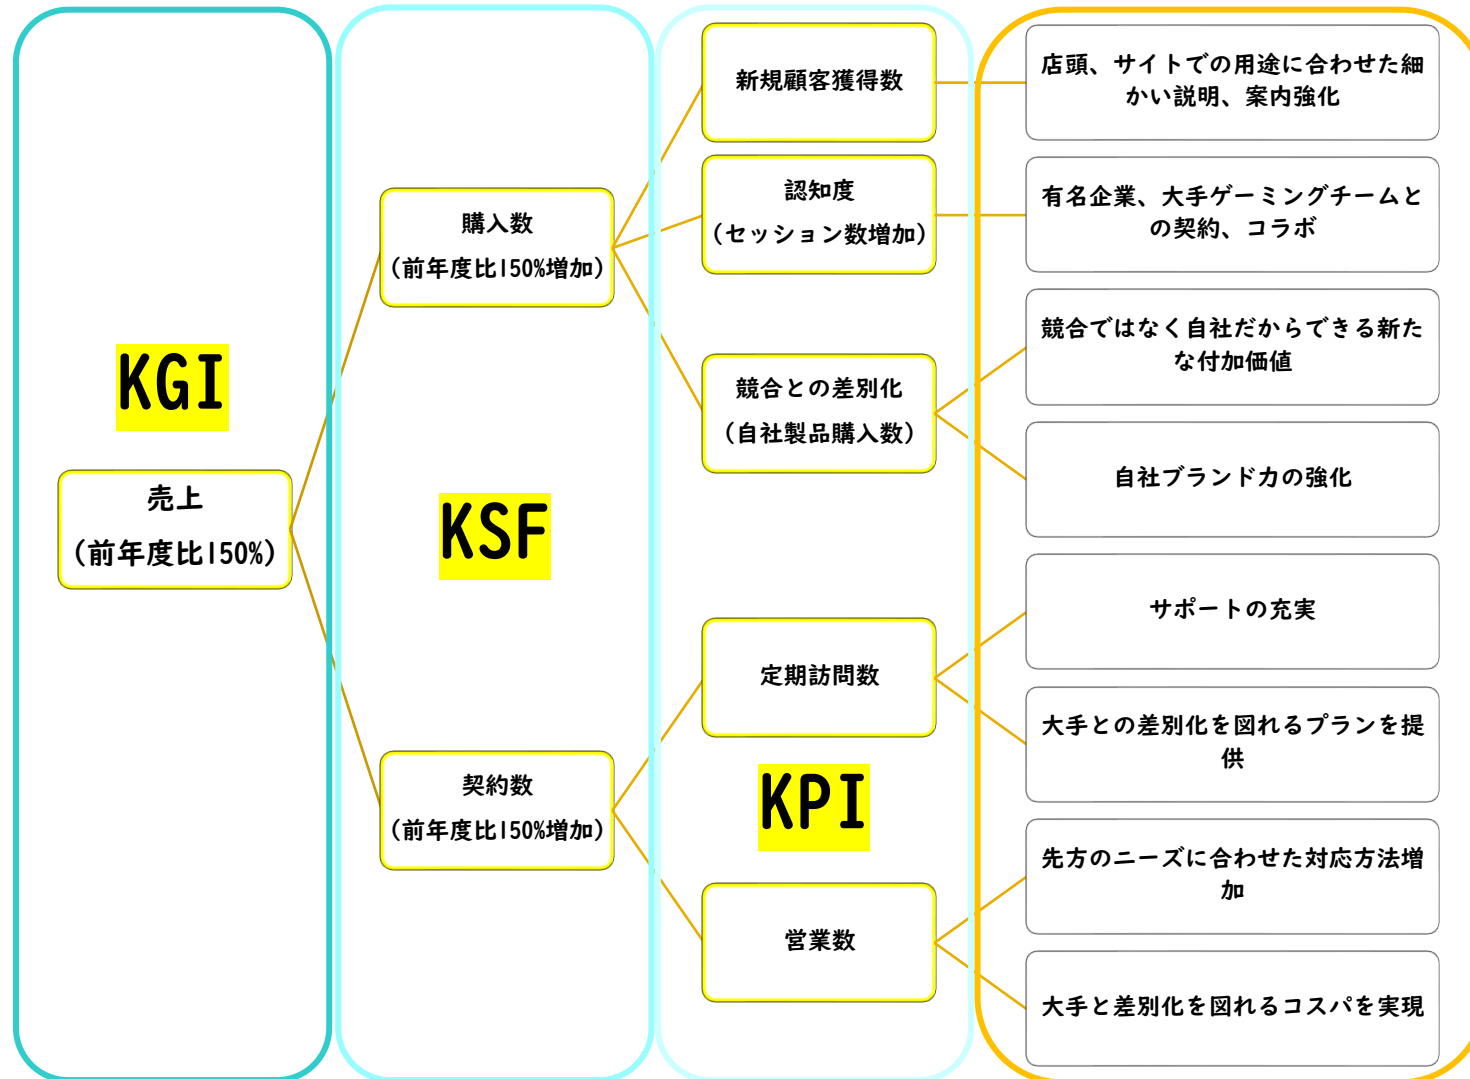 KGI
売上
(前年度比150%)
KSF
購入数
(前年度比150%増加)
契約数
(前年度比150%増加)
KPI
新規顧客獲得数
認知度
(セッション数増加)
競合との差別化
(自社製品購入数)
定期訪問数
営業数
店頭、サイトでの用途に合わせた細
かい説明、案内強化
有名企業、大手ゲーミングチームと
の契約、コラボ
競合ではなく自社だからできる新た
な付加価値
自社ブランド力の強化
サポートの充実
大手との差別化を図れるプランを提
供
先方のニーズに合わせた対応方法増
加
大手と差別化を図れるコスパを実現